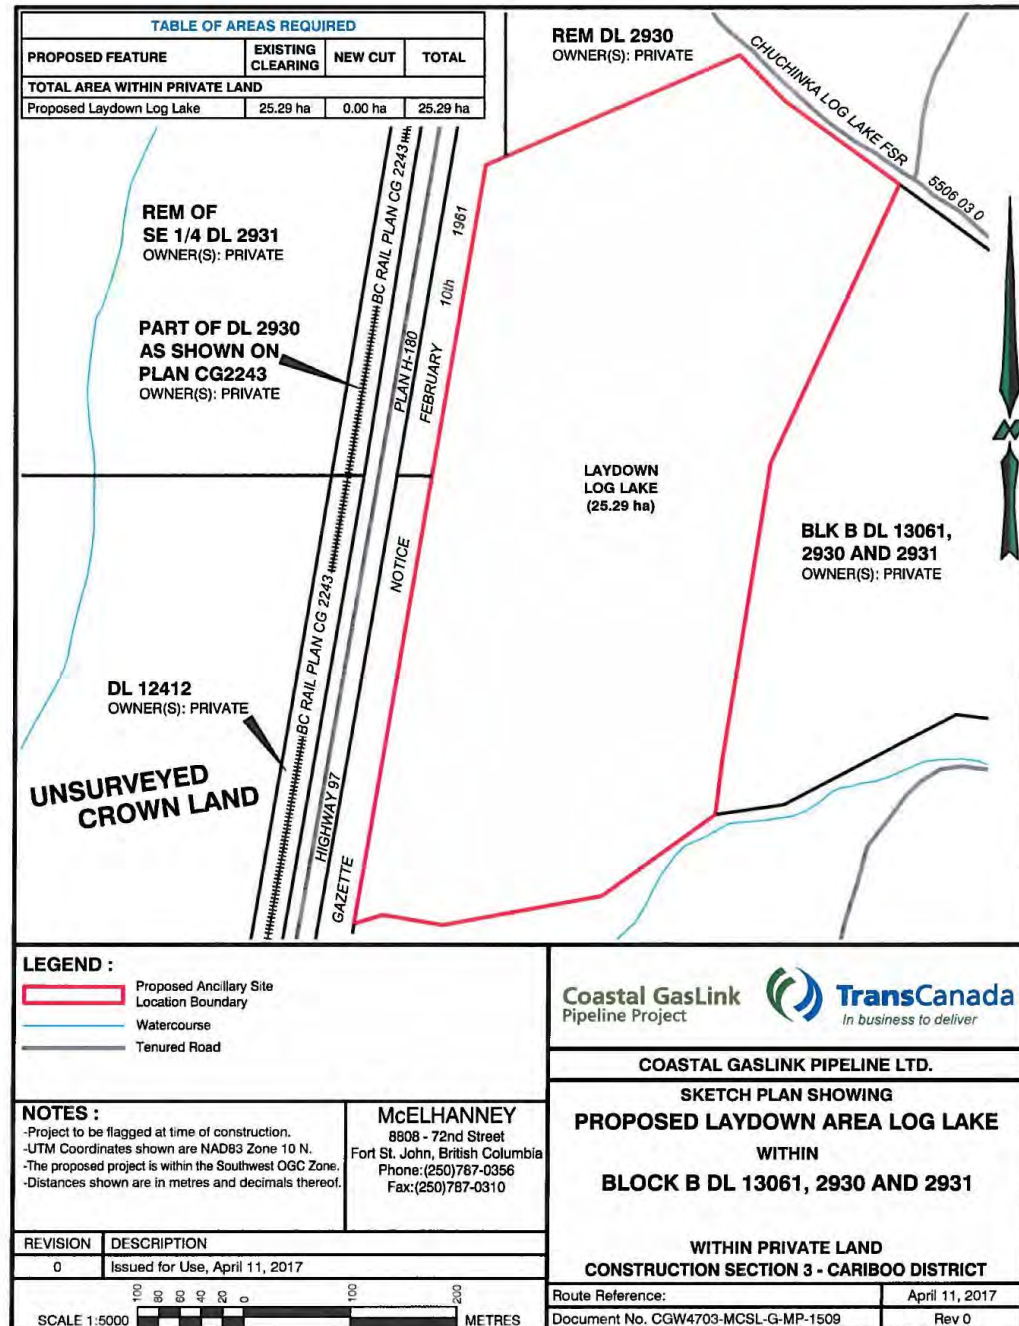 TABLE OF AREAS REQUIRED
PROPOSED FEATURE EXISTING CLEARING NEW CUT TOTAL
TOTAL AREA WITHIN PRIVATE LAND
Proposed Laydown Log Lake 25.29 ha 0.00 ha 25.29 ha
REM DL 2930
OWNER(S): PRIVATE
CHUCHINKA LOG LAKE FSR 5506 03 0
REM OF
SE 1/4 DL 2931
OWNER(S): PRIVATE
PART OF DL 2930
AS SHOWN ON
PLAN CG2243
OWNER(S): PRIVATE
BC RAIL PLAN CG 2243
PLAN H-180
GAZETTE NOTICE FEBRUARY 10th 1961
LAYDOWN
LOG LAKE
(25.29 ha)
BLK B DL 13061,
2930 AND 2931
OWNER(S): PRIVATE
BC RAIL PLAN CG 2243
HIGHWAY 97
DL 12412
OWNER(S): PRIVATE
UNSURVEYED
CROWN LAND
N
LEGEND :
Proposed Ancillary Site
Location Boundary
Watercourse
Tenured Road
NOTES :
-Project to be flagged at time of construction.
-UTM Coordinates shown are NAD83 Zone 10 N.
-The proposed project is within the Southwest OGC Zone.
-Distances shown are in metres and decimals thereof.
McELHANNEY
8808 - 72nd Street
Fort St. John, British Columbia
Phone:(250)787-0356
Fax:(250)787-0310
REVISION DESCRIPTION
0 Issued for Use, April 11, 2017
SCALE 1:5000 100 80 60 40 20 0 100 200 METRES
Coastal GasLink
Pipeline Project
TransCanada
In business to deliver
COASTAL GASLINK PIPELINE LTD.
SKETCH PLAN SHOWING
PROPOSED LAYDOWN AREA LOG LAKE
WITHIN
BLOCK B DL 13061, 2930 AND 2931
WITHIN PRIVATE LAND
CONSTRUCTION SECTION 3 - CARIBOO DISTRICT
Route Reference: April 11, 2017
Document No. CGW4703-MCSL-G-MP-1509 Rev 0